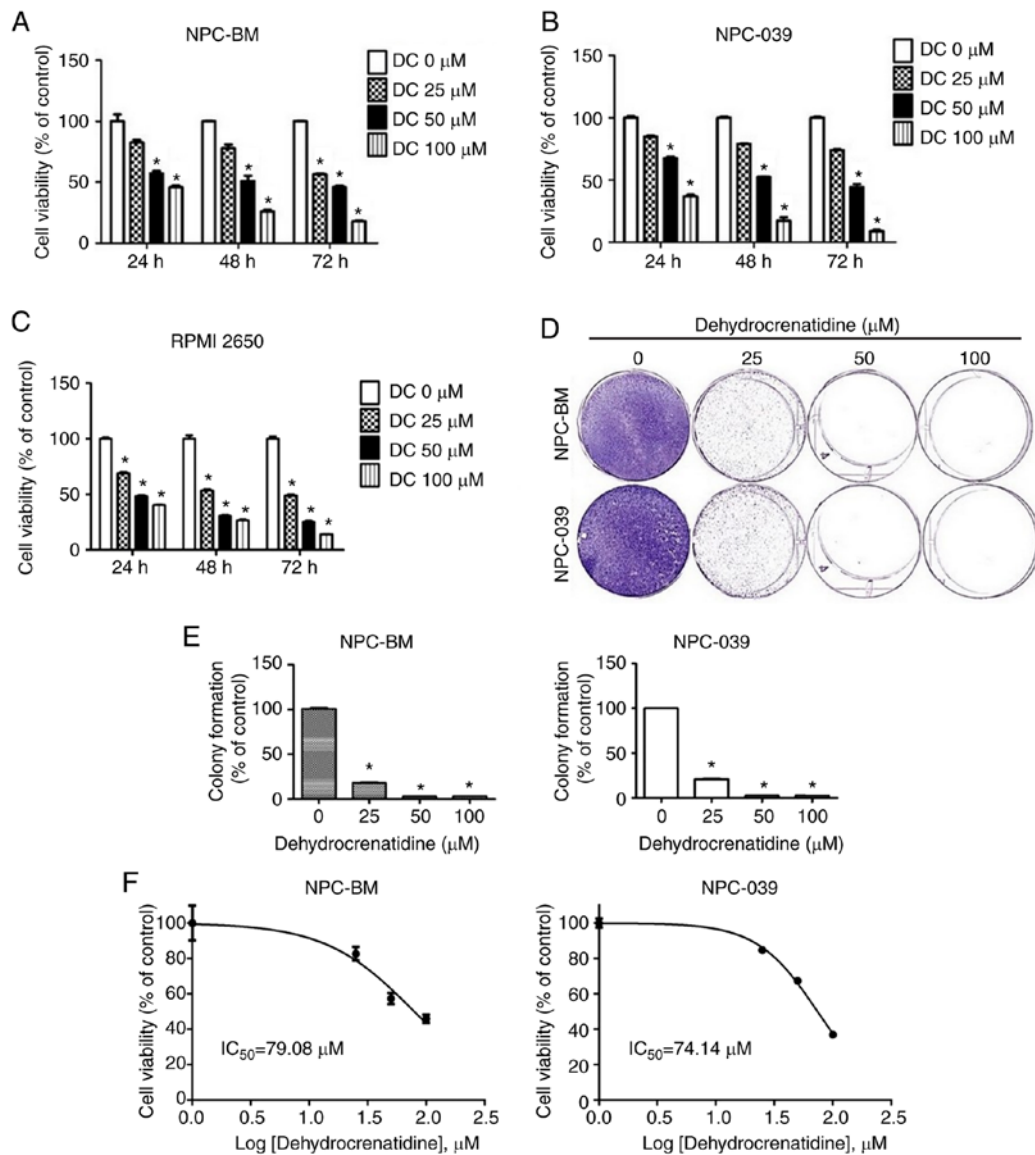 A
NPC-BM
Cell viability (% of control)
150
100
50
0
24 h 48 h 72 h
DC 0 μM
DC 25 μM
DC 50 μM
DC 100 μM
* * * * * * *
B
NPC-039
Cell viability (% of control)
150
100
50
0
24 h 48 h 72 h
DC 0 μM
DC 25 μM
DC 50 μM
DC 100 μM
* * * * * *
C
RPMI 2650
Cell viability (% of control)
150
100
50
0
24 h 48 h 72 h
DC 0 μM
DC 25 μM
DC 50 μM
DC 100 μM
* * * * * * * * *
D
Dehydrocrenatidine (μM)
0 25 50 100
NPC-BM
NPC-039
E
NPC-BM
Colony formation
(% of control)
150
100
50
0
* * *
0 25 50 100
Dehydrocrenatidine (μM)
NPC-039
Colony formation
(% of control)
150
100
50
0
* * *
0 25 50 100
Dehydrocrenatidine (μM)
F
NPC-BM
Cell viability (% of control)
100
80
60
40
20
0
IC50=79.08 μM
0.0 0.5 1.0 1.5 2.0 2.5
Log [Dehydrocrenatidine], μM
NPC-039
Cell viability (% of control)
100
80
60
40
20
0
IC50=74.14 μM
0.0 0.5 1.0 1.5 2.0 2.5
Log [Dehydrocrenatidine], μM